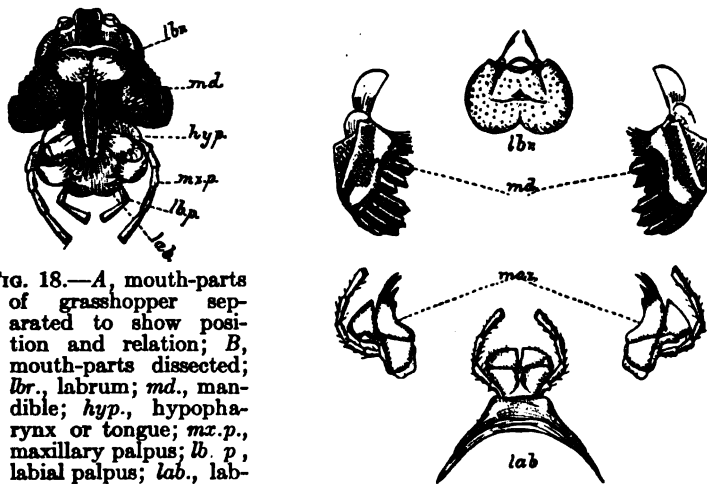 lbr
md
hyp.
mx.p.
lb.p
lab.
lbr
md.
max.
lab
FIG. 18.—A, mouth-parts
of grasshopper sep-
arated to show posi-
tion and relation; B,
mouth-parts dissected;
lbr., labrum; md., man-
dible; hyp., hypopha-
rynx or tongue; mx.p.,
maxillary palpus; lb. p ,
labial palpus; lab., lab-